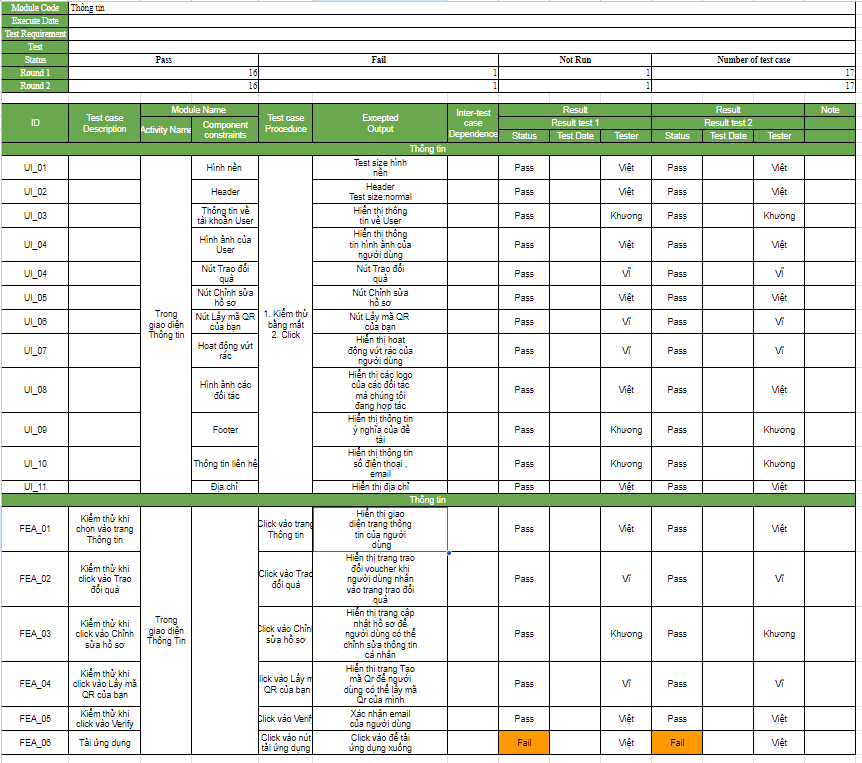 Module Code Thông tin
Execute Date
Test Requirement
Test
Status Pass Fail Not Run Number of test case
Round 1 16 1 1 17
Round 2 16 1 1 17
ID Test case Description Module Name Test case Procedure Excepted Output Inter-test case Dependence Result Result Note
Activity Name Component constraints Result test 1 Result test 2
Status Test Date Tester Status Test Date Tester
Thông tin
UI_01 Hình nền Test size hình nền Pass Việt Pass Việt
UI_02 Header Header Test size:normal Pass Việt Pass Việt
UI_03 Thông tin về tài khoản User Hiển thị thông tin về User Pass Khương Pass Khương
UI_04 Hình ảnh của User Hiển thị thông tin hình ảnh của người dùng Pass Việt Pass Việt
UI_04 Nút Trao đổi quà Nút Trao đổi quà Pass Vĩ Pass Vĩ
UI_05 Nút Chỉnh sửa hồ sơ Nút Chỉnh sửa hồ sơ Pass Việt Pass Việt
Trong giao diện Thông tin
1. Kiểm thử bằng mắt
2. Click
UI_06 Nút Lấy mã QR của bạn Nút Lấy mã QR của bạn Pass Vĩ Pass Vĩ
UI_07 Hoạt động vứt rác Hiển thị hoạt động vứt rác của người dùng Pass Vĩ Pass Vĩ
UI_08 Hình ảnh các đối tác Hiển thị các logo của các đối tác mà chúng tôi đang hợp tác Pass Việt Pass Việt
UI_09 Footer Hiển thị thông tin ý nghĩa của đề tài Pass Khương Pass Khương
UI_10 Thông tin liên hệ Hiển thị thông tin số điện thoại , email Pass Khương Pass Khương
UI_11 Địa chỉ Hiển thị địa chỉ Pass Việt Pass Việt
Thông tin
FEA_01 Kiểm thử khi chọn vào trang Thông tin Click vào trang Thông tin Hiển thị giao diện trang thông tin của người dùng Pass Việt Pass Việt
FEA_02 Kiểm thử khi click vào Trao đổi quà Click vào Trao đổi quà Hiển thị trang trao đổi voucher khi người dùng nhấn vào trang trao đổi quà Pass Vĩ Pass Vĩ
Trong giao diện Thông Tin
FEA_03 Kiểm thử khi click vào Chỉnh sửa hồ sơ Click vào Chỉn sửa hồ sơ Hiển thị trang cập nhật hồ sơ để người dùng có thể chỉnh sửa thông tin cá nhân Pass Khương Pass Khương
FEA_04 Kiểm thử khi click vào Lấy mã QR của bạn lick vào Lấy m QR của bạn Hiển thị trang Tạo mã Qr để người dùng có thể lấy mã Qr của mình Pass Vĩ Pass Vĩ
FEA_05 Kiểm thử khi click vào Verify Click vào Verif Xác nhận email của người dùng Pass Việt Pass Việt
FEA_06 Tải ứng dụng Click vào nút tải ứng dụng Click vào để tải ứng dụng xuống Fail Việt Fail Việt